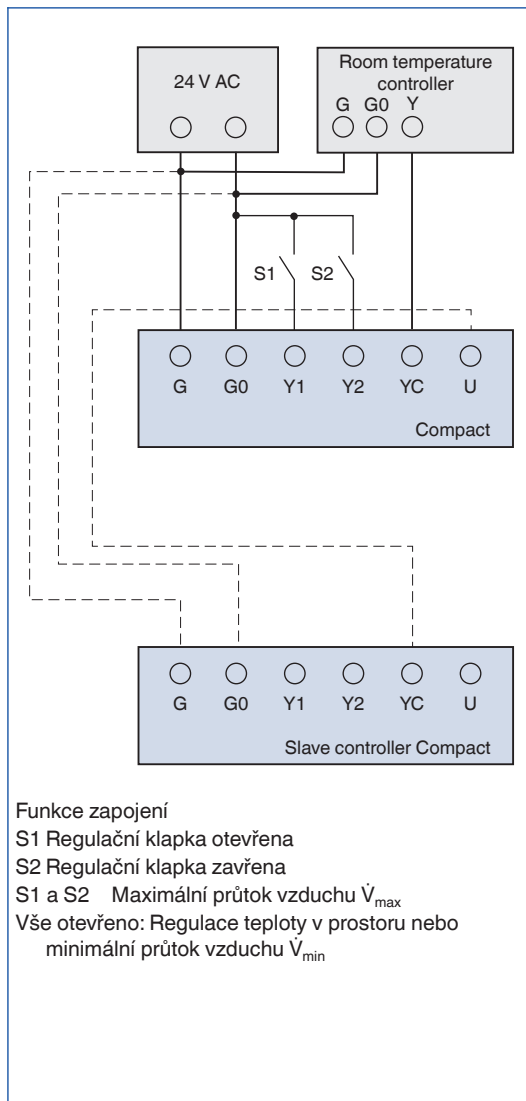 24 V AC
Room temperature
controller
G G0 Y
S1 S2
G G0 Y1 Y2 YC U
Compact
G G0 Y1 Y2 YC U
Slave controller Compact
Funkce zapojení
S1 Regulační klapka otevřena
S2 Regulační klapka zavřena
S1 a S2 Maximální průtok vzduchu V̇max
Vše otevřeno: Regulace teploty v prostoru nebo
minimální průtok vzduchu V̇min